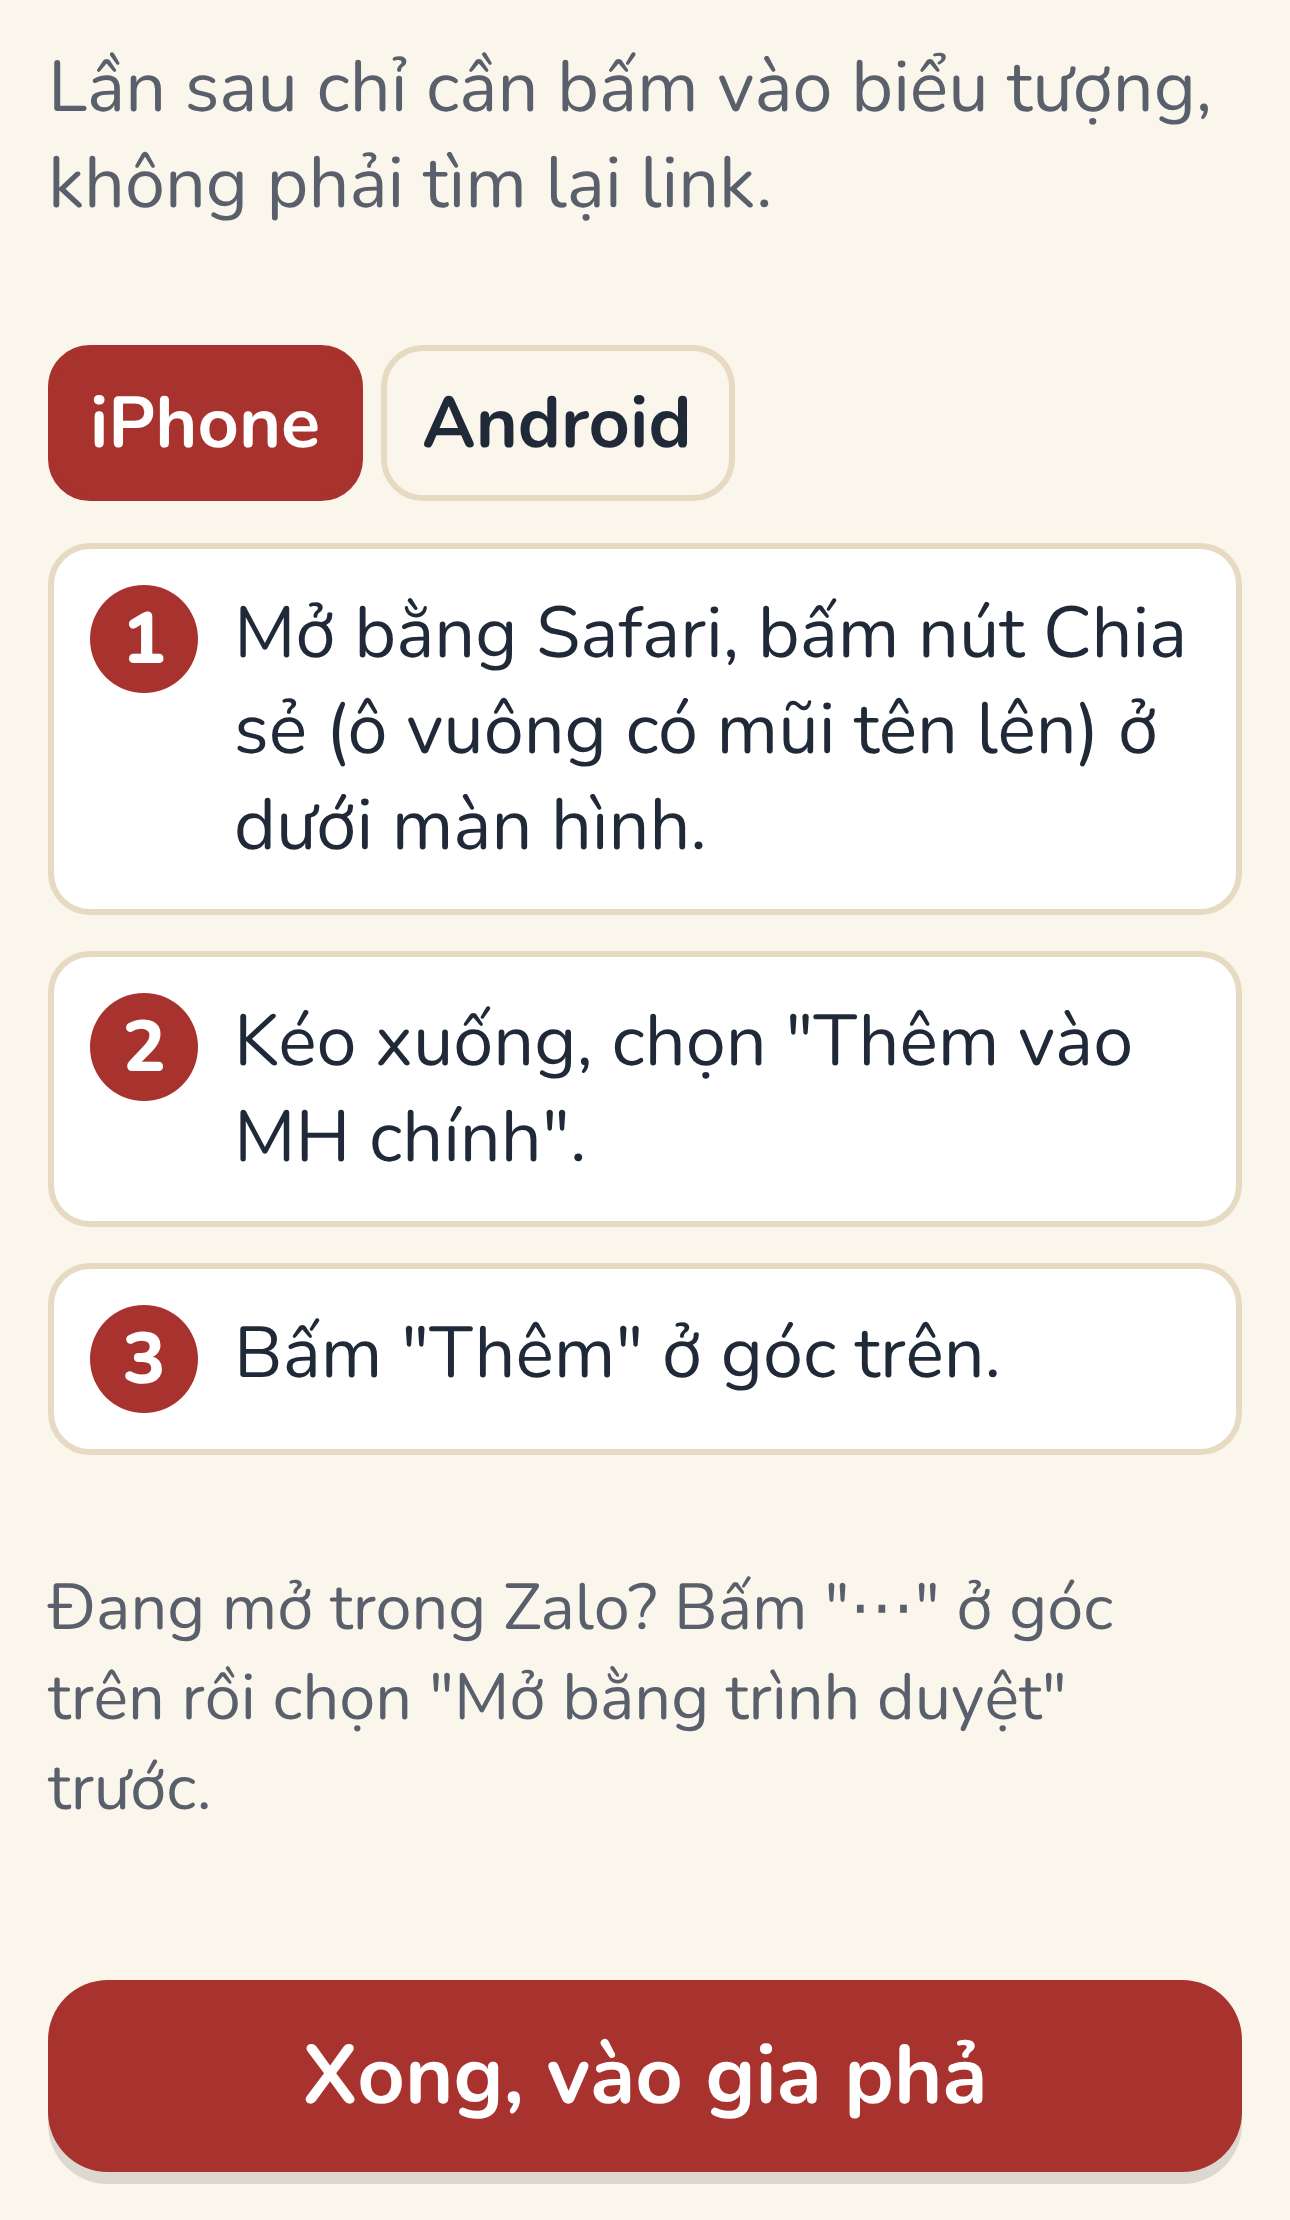 Lần sau chỉ cần bấm vào biểu tượng,
không phải tìm lại link.
iPhone
Android
1
Mở bằng Safari, bấm nút Chia
sẻ (ô vuông có mũi tên lên) ở
dưới màn hình.
2
Kéo xuống, chọn "Thêm vào
MH chính".
3
Bấm "Thêm" ở góc trên.
Đang mở trong Zalo? Bấm "⋯" ở góc
trên rồi chọn "Mở bằng trình duyệt"
trước.
Xong, vào gia phả